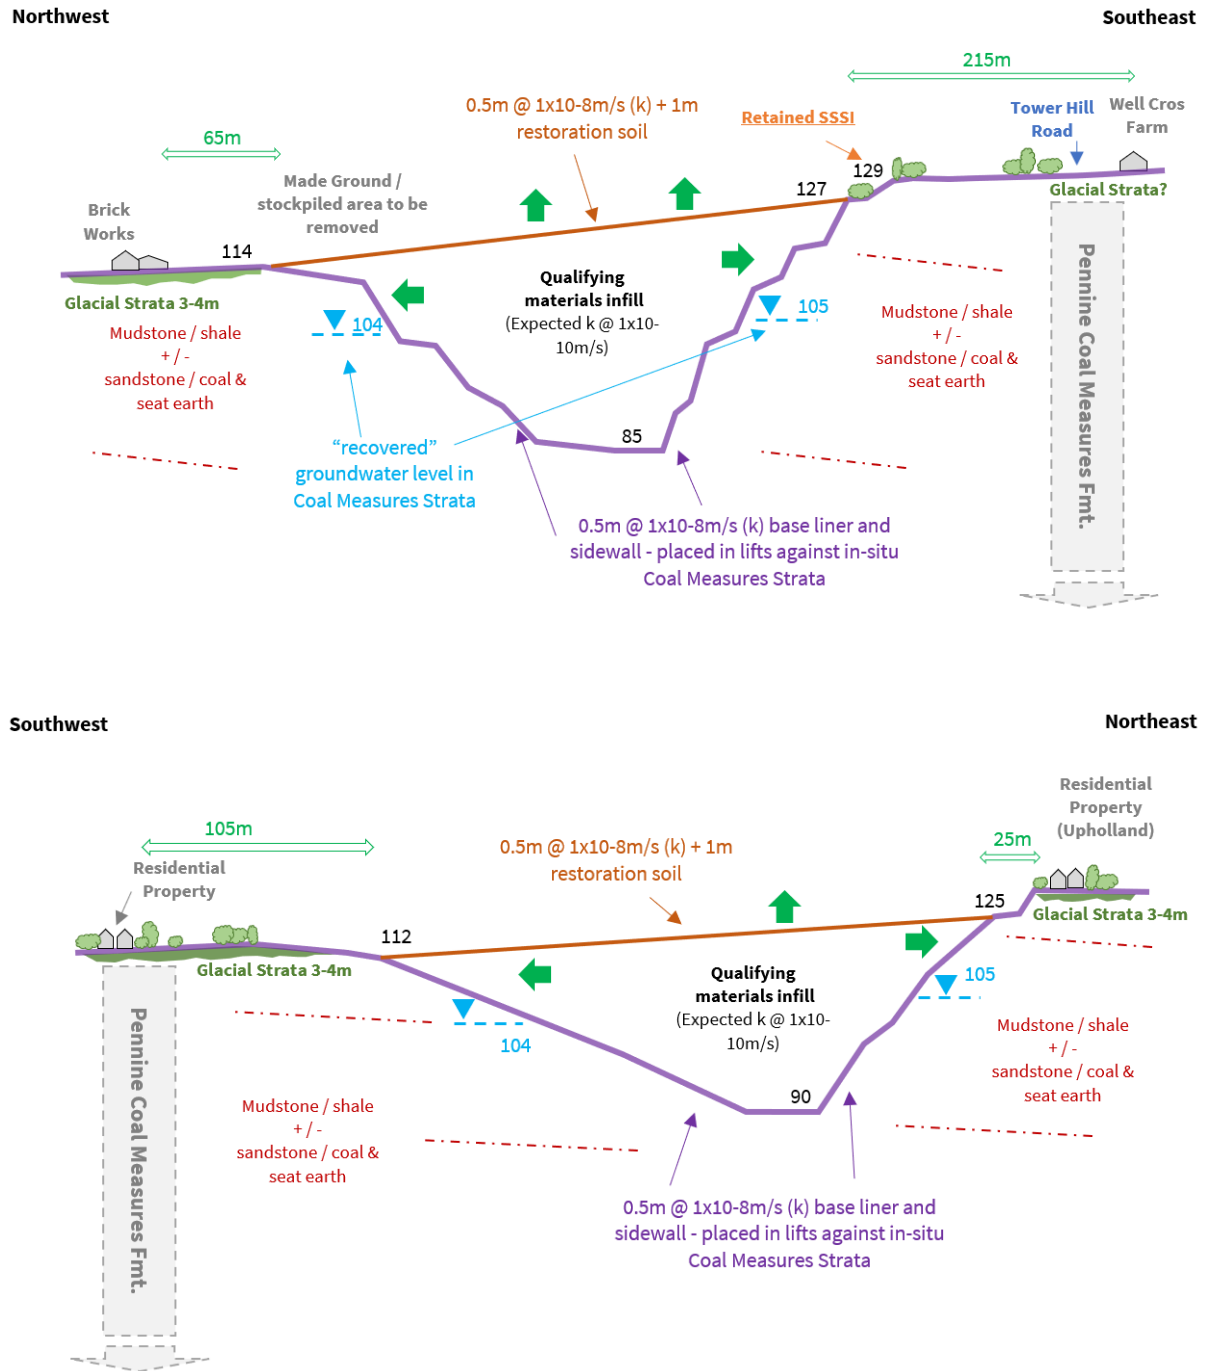 Northwest
Southeast
215m
0.5m @ 1x10-8m/s (k) + 1m
restoration soil
Retained SSSI
Tower Hill
Road
Well Cros
Farm
65m
Made Ground /
stockpiled area to be
removed
129
127
Glacial Strata?
Brick
Works
114
Glacial Strata 3-4m
Qualifying
materials infill
(Expected k @ 1x10-
10m/s)
104
105
Mudstone / shale
+ / -
sandstone / coal &
seat earth
Mudstone / shale
+ / -
sandstone / coal &
seat earth
Pennine Coal Measures Fmt.
85
“recovered”
groundwater level in
Coal Measures Strata
0.5m @ 1x10-8m/s (k) base liner and
sidewall - placed in lifts against in-situ
Coal Measures Strata
Southwest
Northeast
Residential
Property
(Upholland)
105m
0.5m @ 1x10-8m/s (k) + 1m
restoration soil
25m
Residential
Property
125
Glacial Strata 3-4m
112
Glacial Strata 3-4m
Qualifying
materials infill
(Expected k @ 1x10-
10m/s)
105
104
Mudstone / shale
+ / -
sandstone / coal &
seat earth
Pennine Coal Measures Fmt.
90
Mudstone / shale
+ / -
sandstone / coal &
seat earth
0.5m @ 1x10-8m/s (k) base liner and
sidewall - placed in lifts against in-situ
Coal Measures Strata